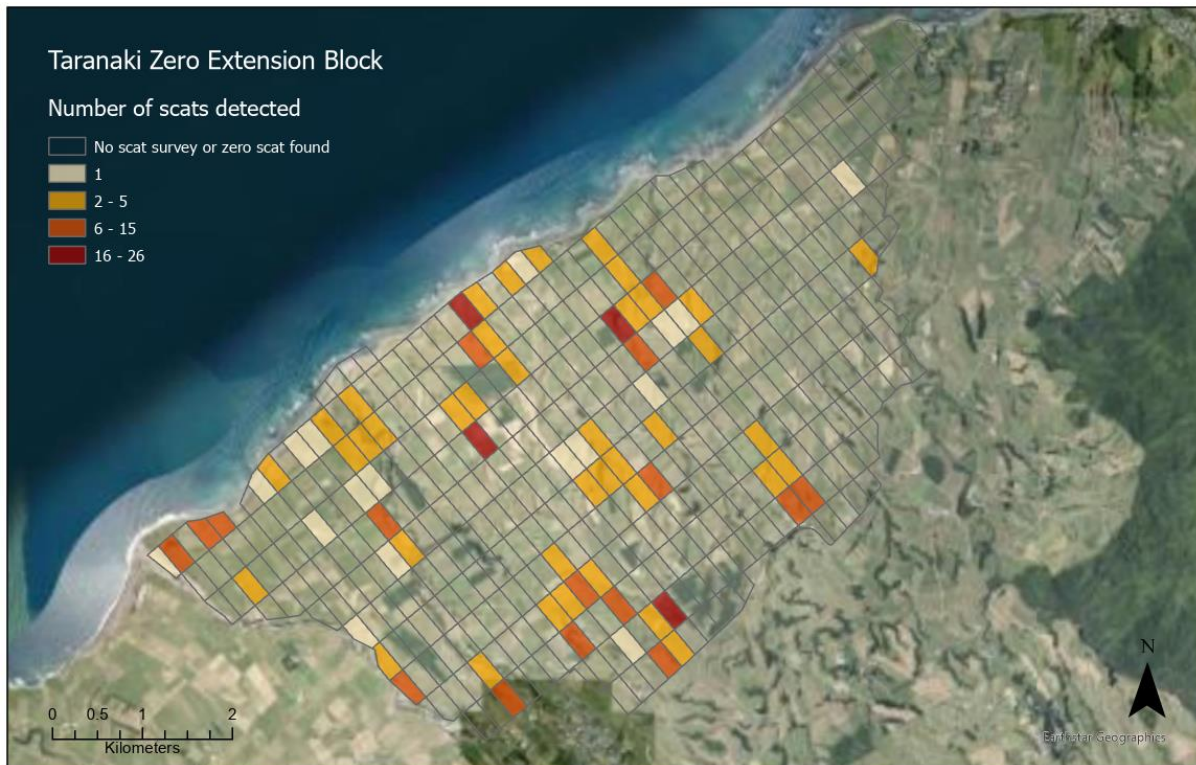 Taranaki Zero Extension Block
Number of scats detected
No scat survey or zero scat found
1
2 - 5
6 - 15
16 - 26
N
0 0.5 1 2
Kilometers
Earthstar Geographics